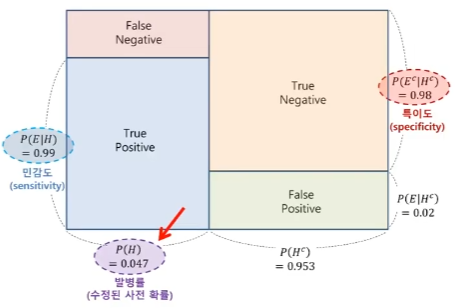 False
Negative
True
Negative
P(E^c|H^c)
= 0.98
특이도
(specificity)
P(E|H)
= 0.99
민감도
(sensitivity)
True
Positive
False
Positive
P(E|H^c)
= 0.02
P(H)
= 0.047
발병률
(수정된 사전 확률)
P(H^c)
= 0.953